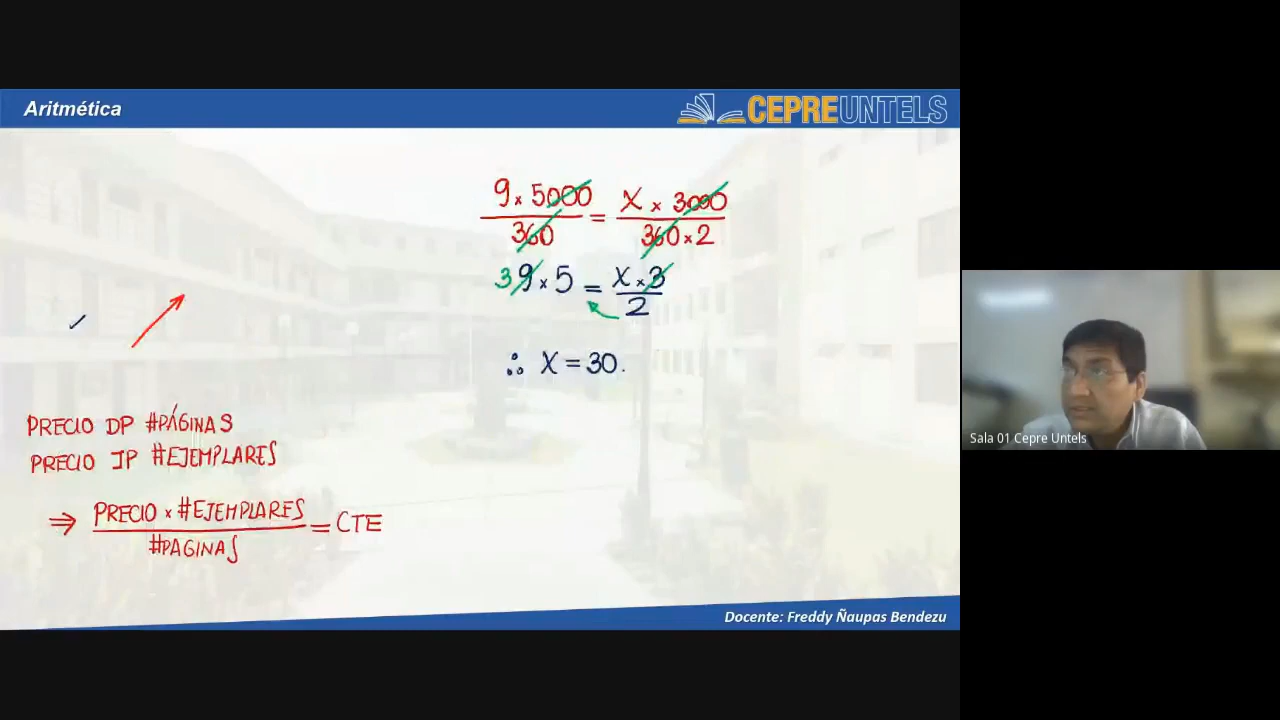 Aritmética
CEPREUNTELS
9 x 5000 / 360 = X x 3000 / 360 x 2
3 9 x 5 = X x 3 / 2
∴ X = 30.
PRECIO DP #PÁGINAS
PRECIO IP #EJEMPLARES
⇒ PRECIO x #EJEMPLARES / #PAGINAS = CTE
Sala 01 Cepre Untels
Docente: Freddy Ñaupas Bendezu